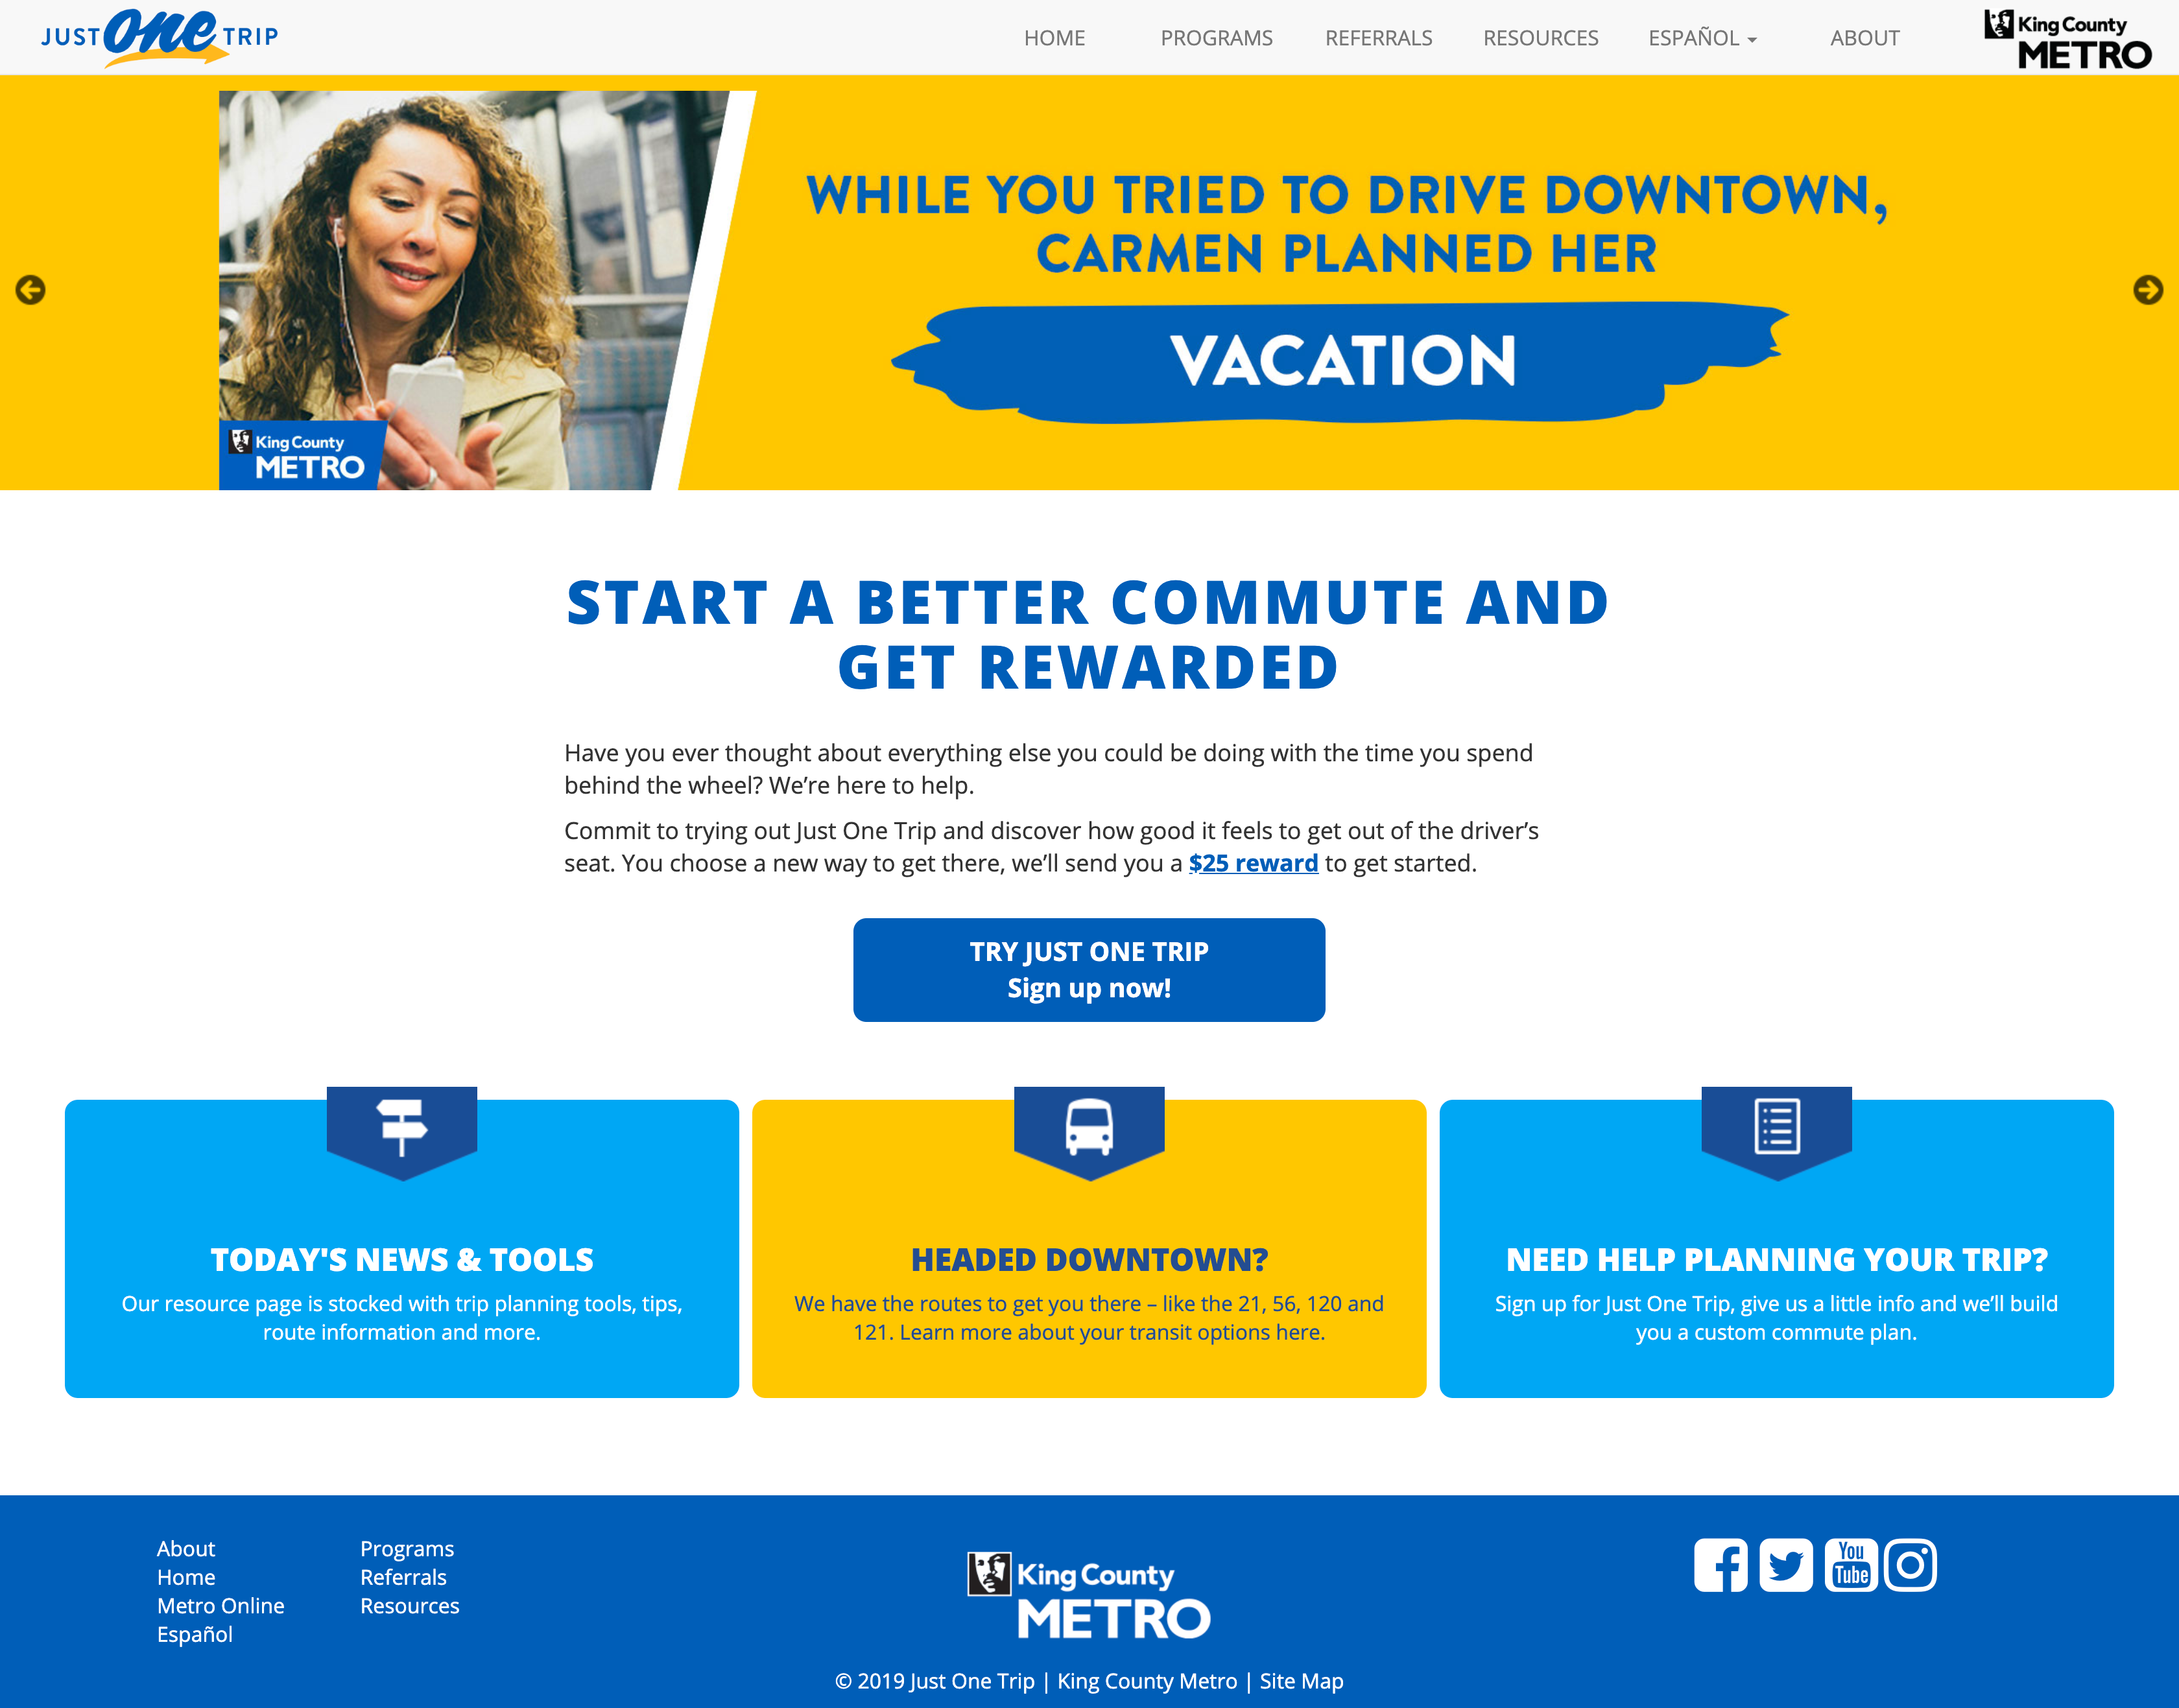 JUST one TRIP
HOME PROGRAMS REFERRALS RESOURCES ESPAÑOL ABOUT
King County
METRO
WHILE YOU TRIED TO DRIVE DOWNTOWN,
CARMEN PLANNED HER
VACATION
King County
METRO
START A BETTER COMMUTE AND
GET REWARDED
Have you ever thought about everything else you could be doing with the time you spend
behind the wheel? We’re here to help.
Commit to trying out Just One Trip and discover how good it feels to get out of the driver’s
seat. You choose a new way to get there, we’ll send you a $25 reward to get started.
TRY JUST ONE TRIP
Sign up now!
TODAY'S NEWS & TOOLS
Our resource page is stocked with trip planning tools, tips,
route information and more.
HEADED DOWNTOWN?
We have the routes to get you there – like the 21, 56, 120 and
121. Learn more about your transit options here.
NEED HELP PLANNING YOUR TRIP?
Sign up for Just One Trip, give us a little info and we’ll build
you a custom commute plan.
About
Home
Metro Online
Español
Programs
Referrals
Resources
King County
METRO
You
Tube
© 2019 Just One Trip | King County Metro | Site Map